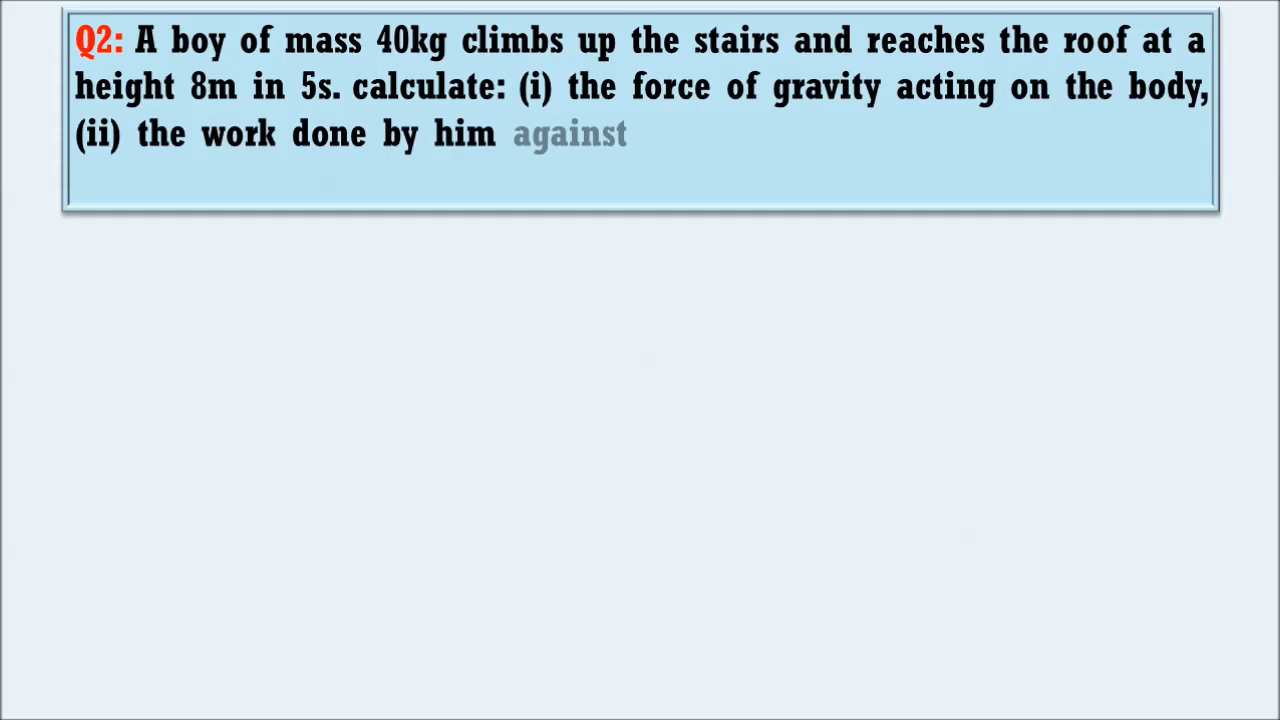 Q2: A boy of mass 40kg climbs up the stairs and reaches the roof at a
height 8m in 5s. calculate: (i) the force of gravity acting on the body,
(ii) the work done by him against